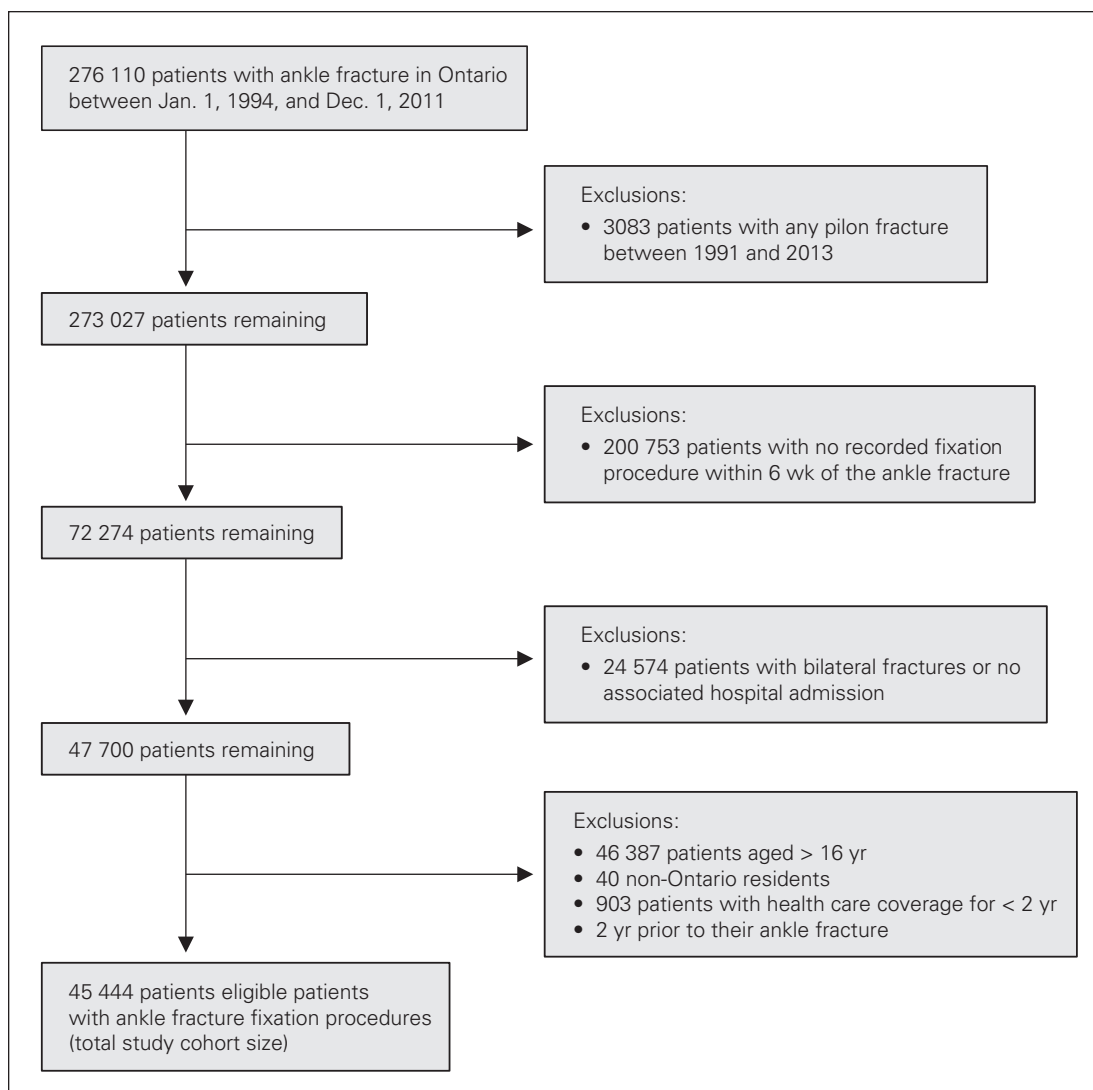 276 110 patients with ankle fracture in Ontario
between Jan. 1, 1994, and Dec. 1, 2011
Exclusions:
• 3083 patients with any pilon fracture
between 1991 and 2013
273 027 patients remaining
Exclusions:
• 200 753 patients with no recorded fixation
procedure within 6 wk of the ankle fracture
72 274 patients remaining
Exclusions:
• 24 574 patients with bilateral fractures or no
associated hospital admission
47 700 patients remaining
Exclusions:
• 46 387 patients aged > 16 yr
• 40 non-Ontario residents
• 903 patients with health care coverage for < 2 yr
• 2 yr prior to their ankle fracture
45 444 patients eligible patients
with ankle fracture fixation procedures
(total study cohort size)